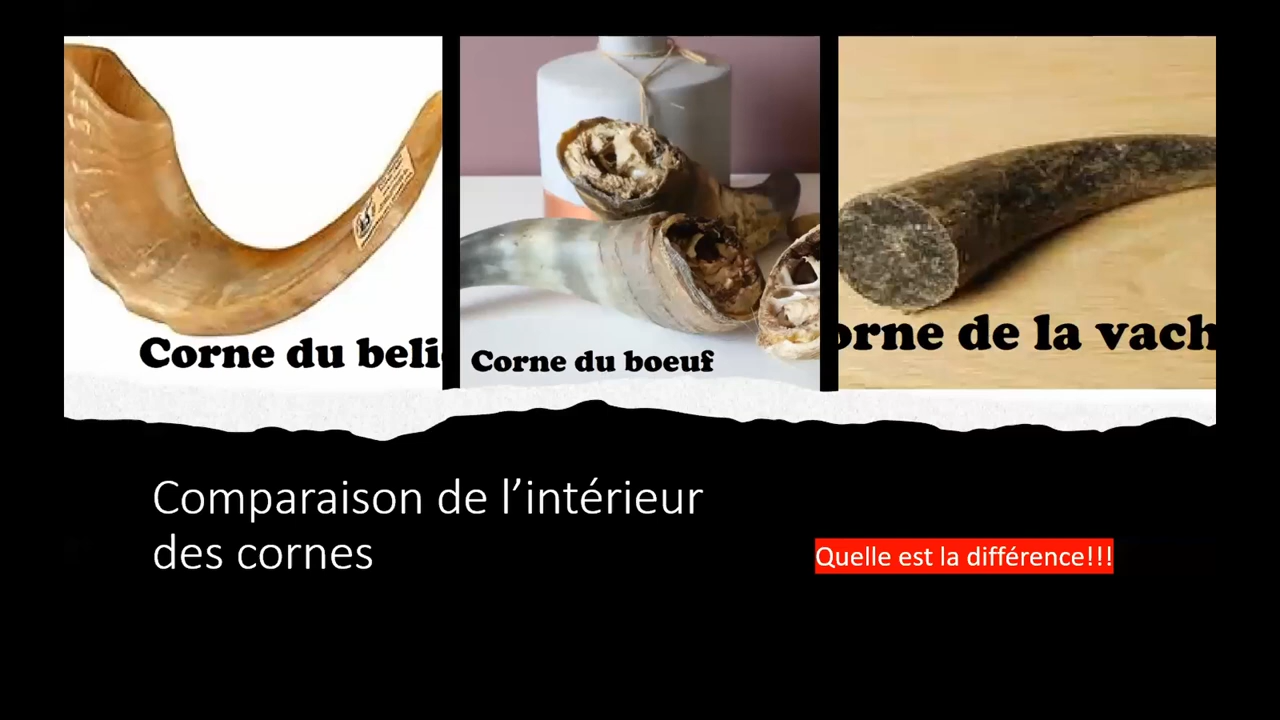 Corne du beli
Corne du boeuf
orne de la vach
Comparaison de l’intérieur
des cornes
Quelle est la différence!!!